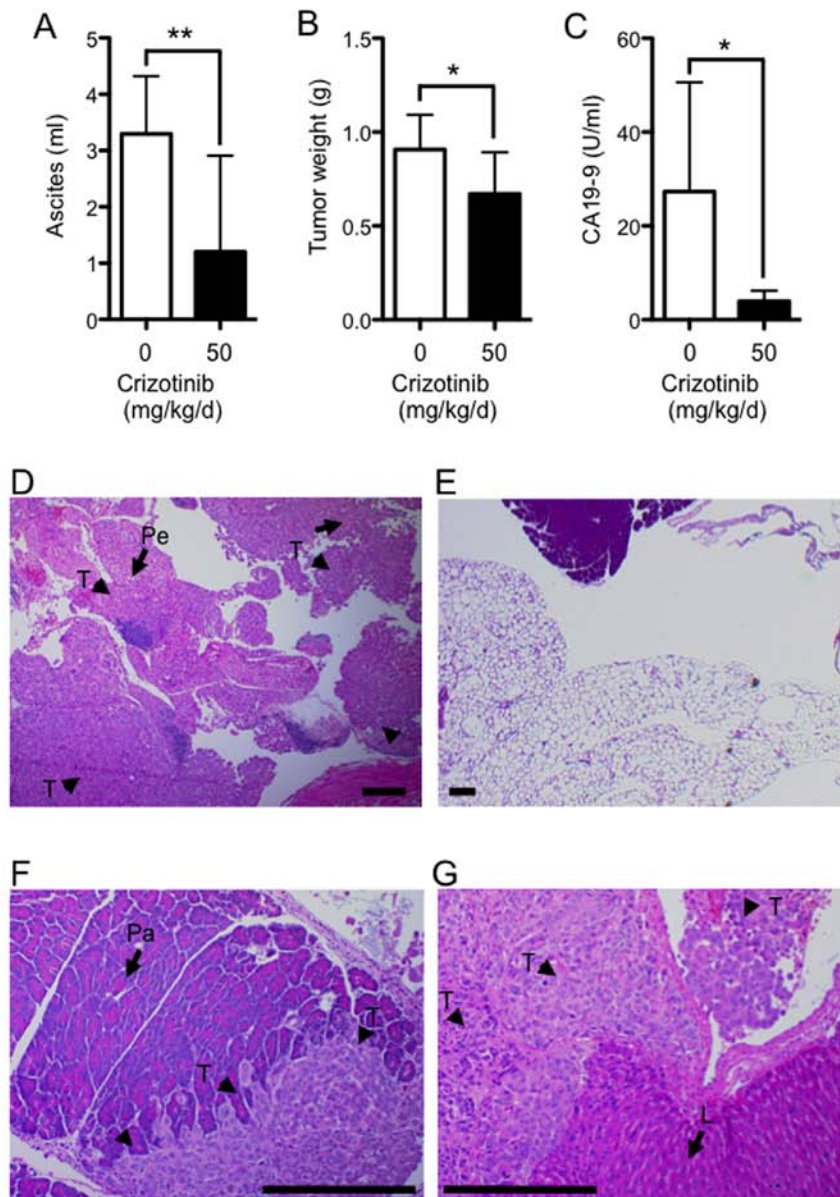 A
B
C
**
*
*
Ascites (ml)
5
4
3
2
1
0
Tumor weight (g)
1.5
1.0
0.5
0.0
CA19-9 (U/ml)
60
40
20
0
0 50
0 50
0 50
Crizotinib
(mg/kg/d)
Crizotinib
(mg/kg/d)
Crizotinib
(mg/kg/d)
D
E
Pe
T
T
T
F
G
Pa
T
T
T
T
T
L